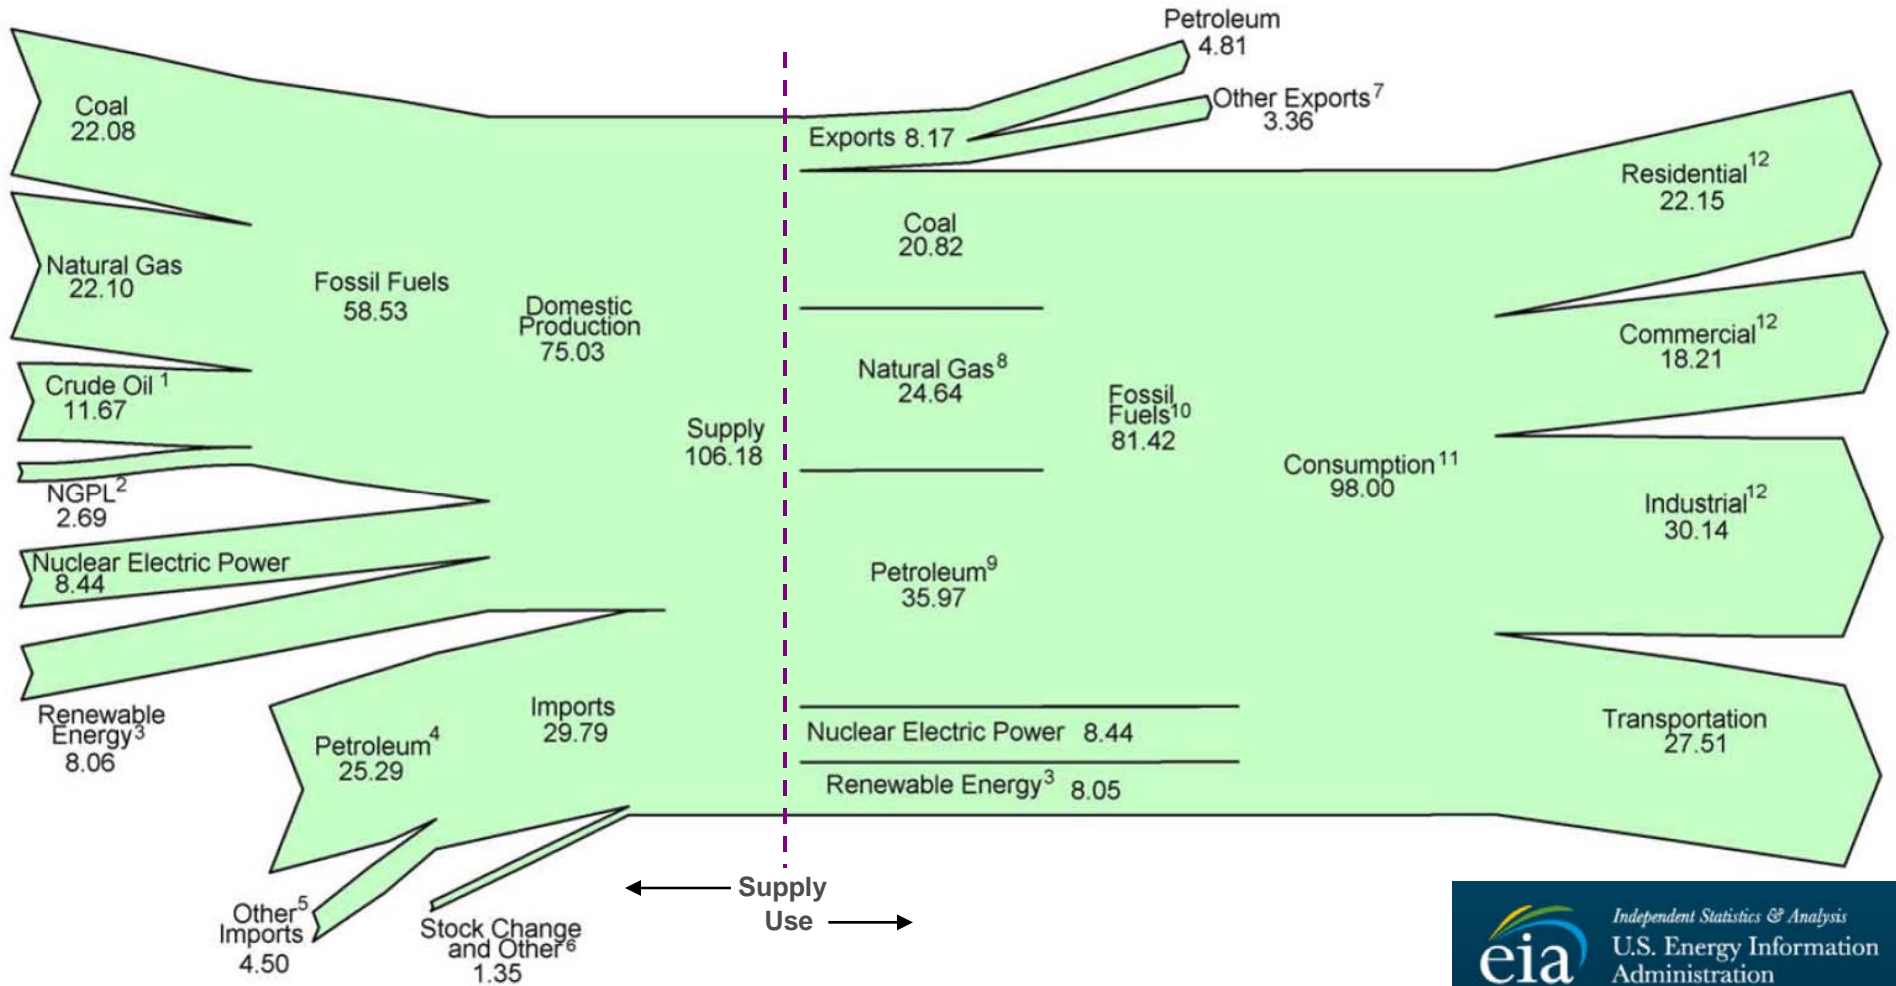 Coal
22.08
Natural Gas
22.10
Crude Oil 1
11.67
NGPL2
2.69
Nuclear Electric Power
8.44
Renewable
Energy3
8.06
Fossil Fuels
58.53
Domestic
Production
75.03
Petroleum4
25.29
Imports
29.79
Other5
Imports
4.50
Stock Change
and Other6
1.35
Supply
106.18
Supply
Use
Petroleum
4.81
Other Exports7
3.36
Exports 8.17
Coal
20.82
Natural Gas8
24.64
Petroleum9
35.97
Nuclear Electric Power 8.44
Renewable Energy3 8.05
Fossil
Fuels10
81.42
Consumption11
98.00
Residential12
22.15
Commercial12
18.21
Industrial12
30.14
Transportation
27.51
eia
Independent Statistics & Analysis
U.S. Energy Information
Administration